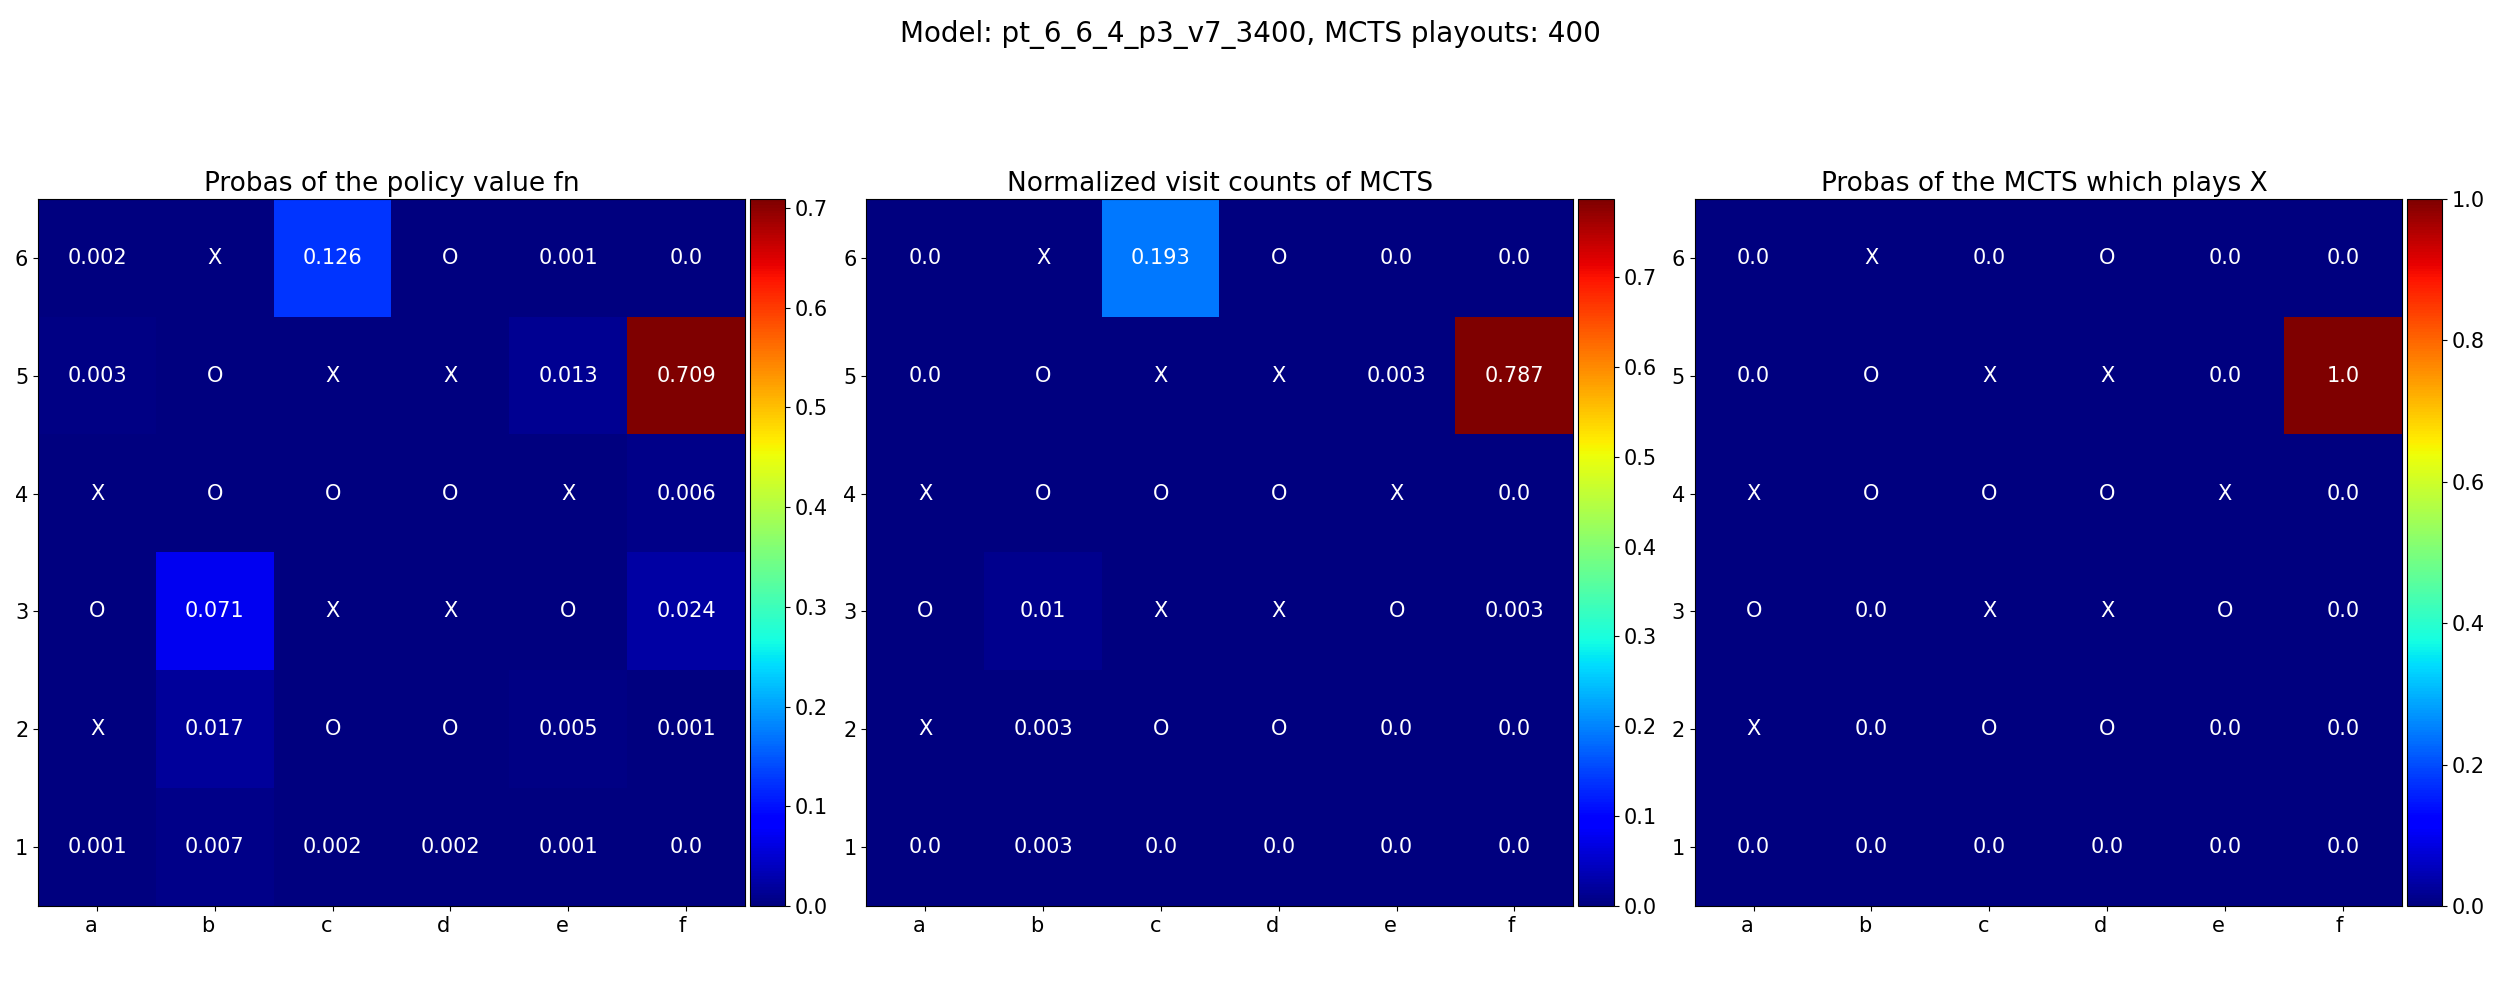 Model: pt_6_6_4_p3_v7_3400, MCTS playouts: 400
Probas of the policy value fn
6 0.002 X 0.126 O 0.001 0.0
5 0.003 O X X 0.013 0.709
4 X O O O X 0.006
3 O 0.071 X X O 0.024
2 X 0.017 O O 0.005 0.001
1 0.001 0.007 0.002 0.002 0.001 0.0
a b c d e f
0.7
0.6
0.5
0.4
0.3
0.2
0.1
0.0
Normalized visit counts of MCTS
6 0.0 X 0.193 O 0.0 0.0
5 0.0 O X X 0.003 0.787
4 X O O O X 0.0
3 O 0.01 X X O 0.003
2 X 0.003 O O 0.0 0.0
1 0.0 0.003 0.0 0.0 0.0 0.0
a b c d e f
0.7
0.6
0.5
0.4
0.3
0.2
0.1
0.0
Probas of the MCTS which plays X
6 0.0 X 0.0 O 0.0 0.0
5 0.0 O X X 0.0 1.0
4 X O O O X 0.0
3 O 0.0 X X O 0.0
2 X 0.0 O O 0.0 0.0
1 0.0 0.0 0.0 0.0 0.0 0.0
a b c d e f
1.0
0.8
0.6
0.4
0.2
0.0